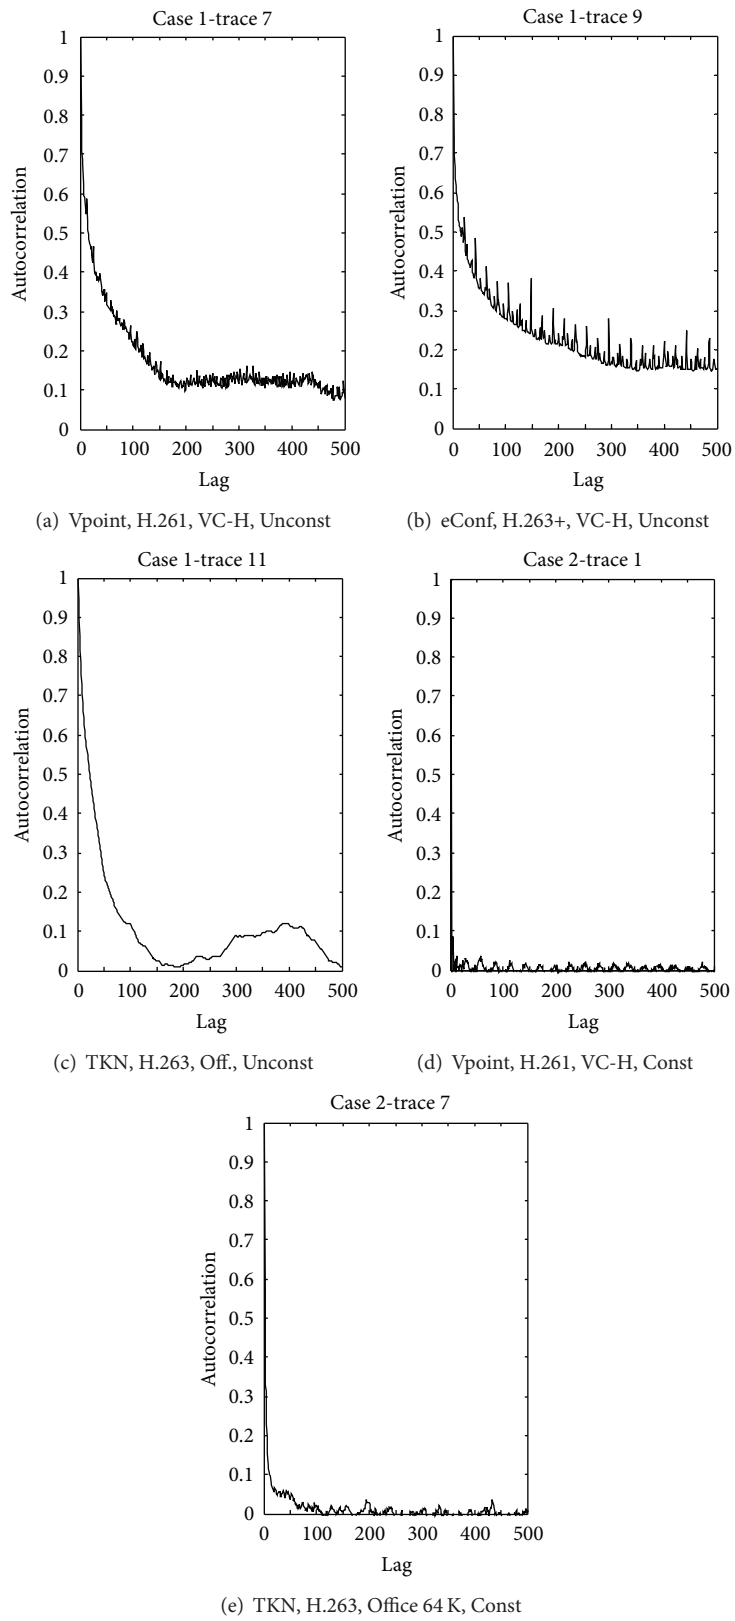 Case 1-trace 7
1
0.9
0.8
0.7
0.6
0.5
0.4
0.3
0.2
0.1
0
Autocorrelation
0 100 200 300 400 500
Lag
(a) Vpoint, H.261, VC-H, Unconst
Case 1-trace 9
1
0.9
0.8
0.7
0.6
0.5
0.4
0.3
0.2
0.1
0
Autocorrelation
0 100 200 300 400 500
Lag
(b) eConf, H.263+, VC-H, Unconst
Case 1-trace 11
1
0.9
0.8
0.7
0.6
0.5
0.4
0.3
0.2
0.1
0
Autocorrelation
0 100 200 300 400 500
Lag
(c) TKN, H.263, Off., Unconst
Case 2-trace 1
1
0.9
0.8
0.7
0.6
0.5
0.4
0.3
0.2
0.1
0
Autocorrelation
0 100 200 300 400 500
Lag
(d) Vpoint, H.261, VC-H, Const
Case 2-trace 7
1
0.9
0.8
0.7
0.6
0.5
0.4
0.3
0.2
0.1
0
Autocorrelation
0 100 200 300 400 500
Lag
(e) TKN, H.263, Office 64 K, Const